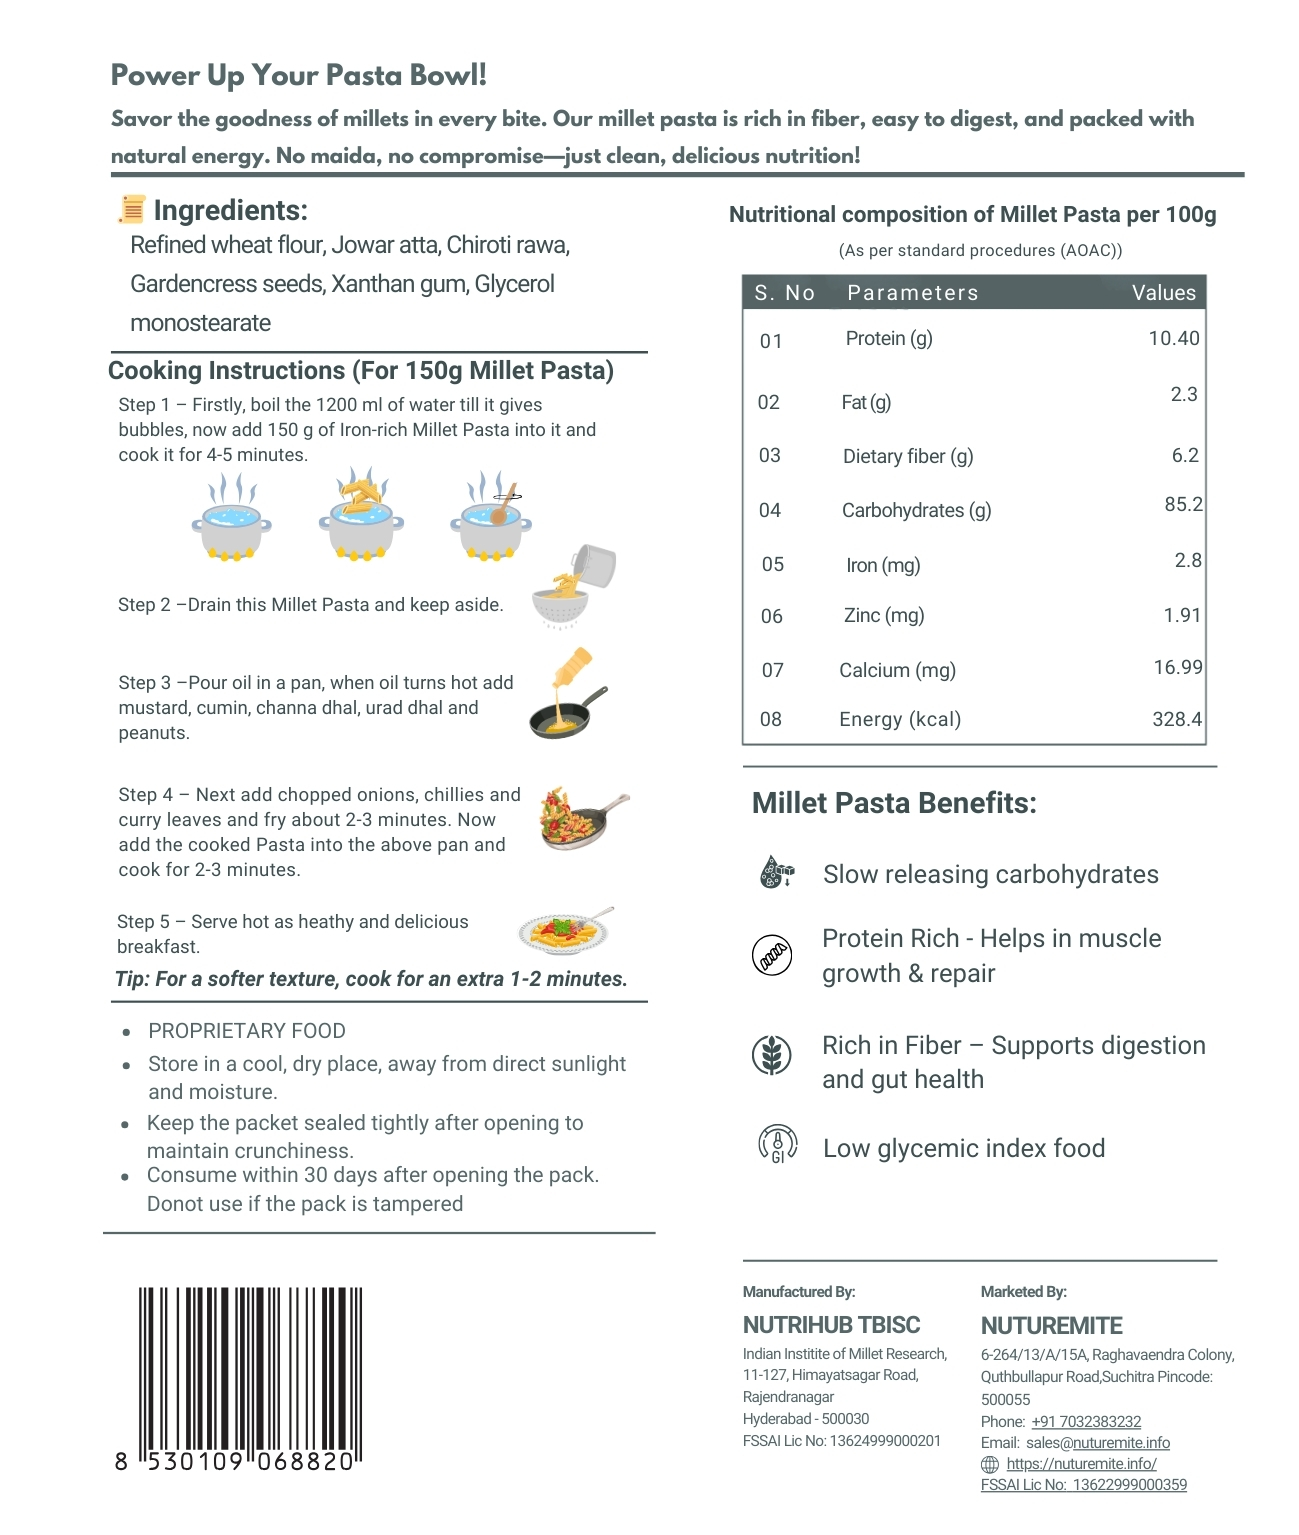 Power Up Your Pasta Bowl!
Savor the goodness of millets in every bite. Our millet pasta is rich in fiber, easy to digest, and packed with
natural energy. No maida, no compromise—just clean, delicious nutrition!
Ingredients:
Refined wheat flour, Jowar atta, Chiroti rawa,
Gardencress seeds, Xanthan gum, Glycerol
monostearate
Cooking Instructions (For 150g Millet Pasta)
Step 1 – Firstly, boil the 1200 ml of water till it gives
bubbles, now add 150 g of Iron-rich Millet Pasta into it and
cook it for 4-5 minutes.
Step 2 –Drain this Millet Pasta and keep aside.
Step 3 –Pour oil in a pan, when oil turns hot add
mustard, cumin, channa dhal, urad dhal and
peanuts.
Step 4 – Next add chopped onions, chillies and
curry leaves and fry about 2-3 minutes. Now
add the cooked Pasta into the above pan and
cook for 2-3 minutes.
Step 5 – Serve hot as heathy and delicious
breakfast.
Tip: For a softer texture, cook for an extra 1-2 minutes.
• PROPRIETARY FOOD
• Store in a cool, dry place, away from direct sunlight
and moisture.
• Keep the packet sealed tightly after opening to
maintain crunchiness.
• Consume within 30 days after opening the pack.
Donot use if the pack is tampered
8 530109 068820
Nutritional composition of Millet Pasta per 100g
(As per standard procedures (AOAC))
S. No Parameters Values
01 Protein (g) 10.40
02 Fat (g) 2.3
03 Dietary fiber (g) 6.2
04 Carbohydrates (g) 85.2
05 Iron (mg) 2.8
06 Zinc (mg) 1.91
07 Calcium (mg) 16.99
08 Energy (kcal) 328.4
Millet Pasta Benefits:
Slow releasing carbohydrates
Protein Rich - Helps in muscle
growth & repair
Rich in Fiber – Supports digestion
and gut health
GI
Low glycemic index food
Manufactured By:
NUTRIHUB TBISC
Indian Institite of Millet Research,
11-127, Himayatsagar Road,
Rajendranagar
Hyderabad - 500030
FSSAI Lic No: 13624999000201
Marketed By:
NUTUREMITE
6-264/13/A/15A, Raghavaendra Colony,
Quthbullapur Road,Suchitra Pincode:
500055
Phone: +91 7032383232
Email: sales@nuturemite.info
https://nuturemite.info/
FSSAI Lic No: 13622999000359